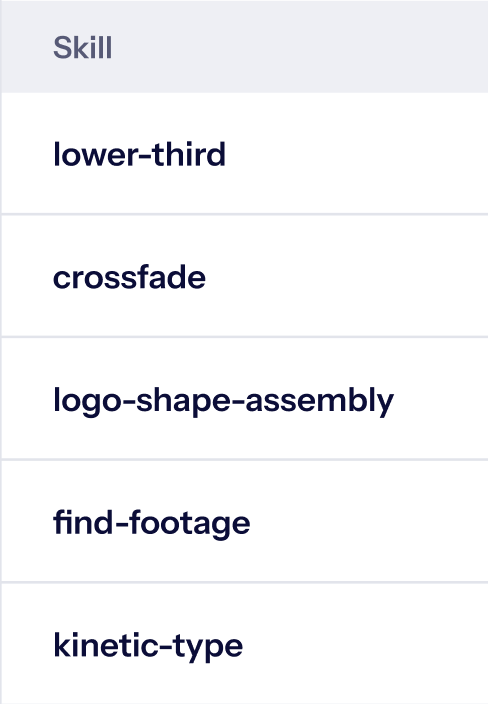 Skill
lower-third
crossfade
logo-shape-assembly
find-footage
kinetic-type